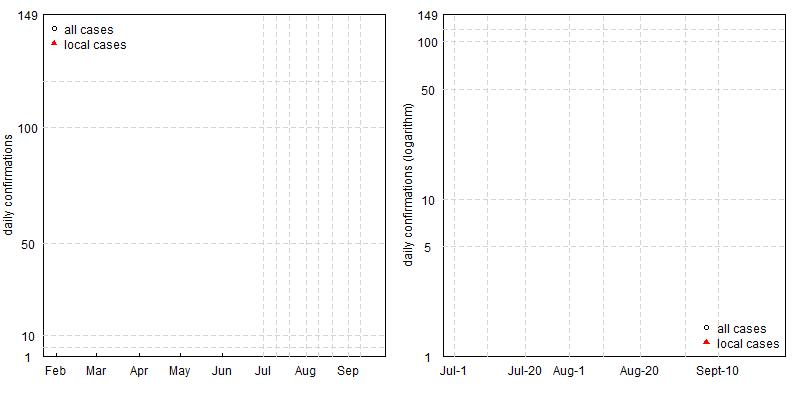 149
all cases
local cases
100
50
10
1
daily confirmations
Feb Mar Apr May Jun Jul Aug Sep
149
100
50
10
5
1
daily confirmations (logarithm)
all cases
local cases
Jul-1 Jul-20 Aug-1 Aug-20 Sept-10